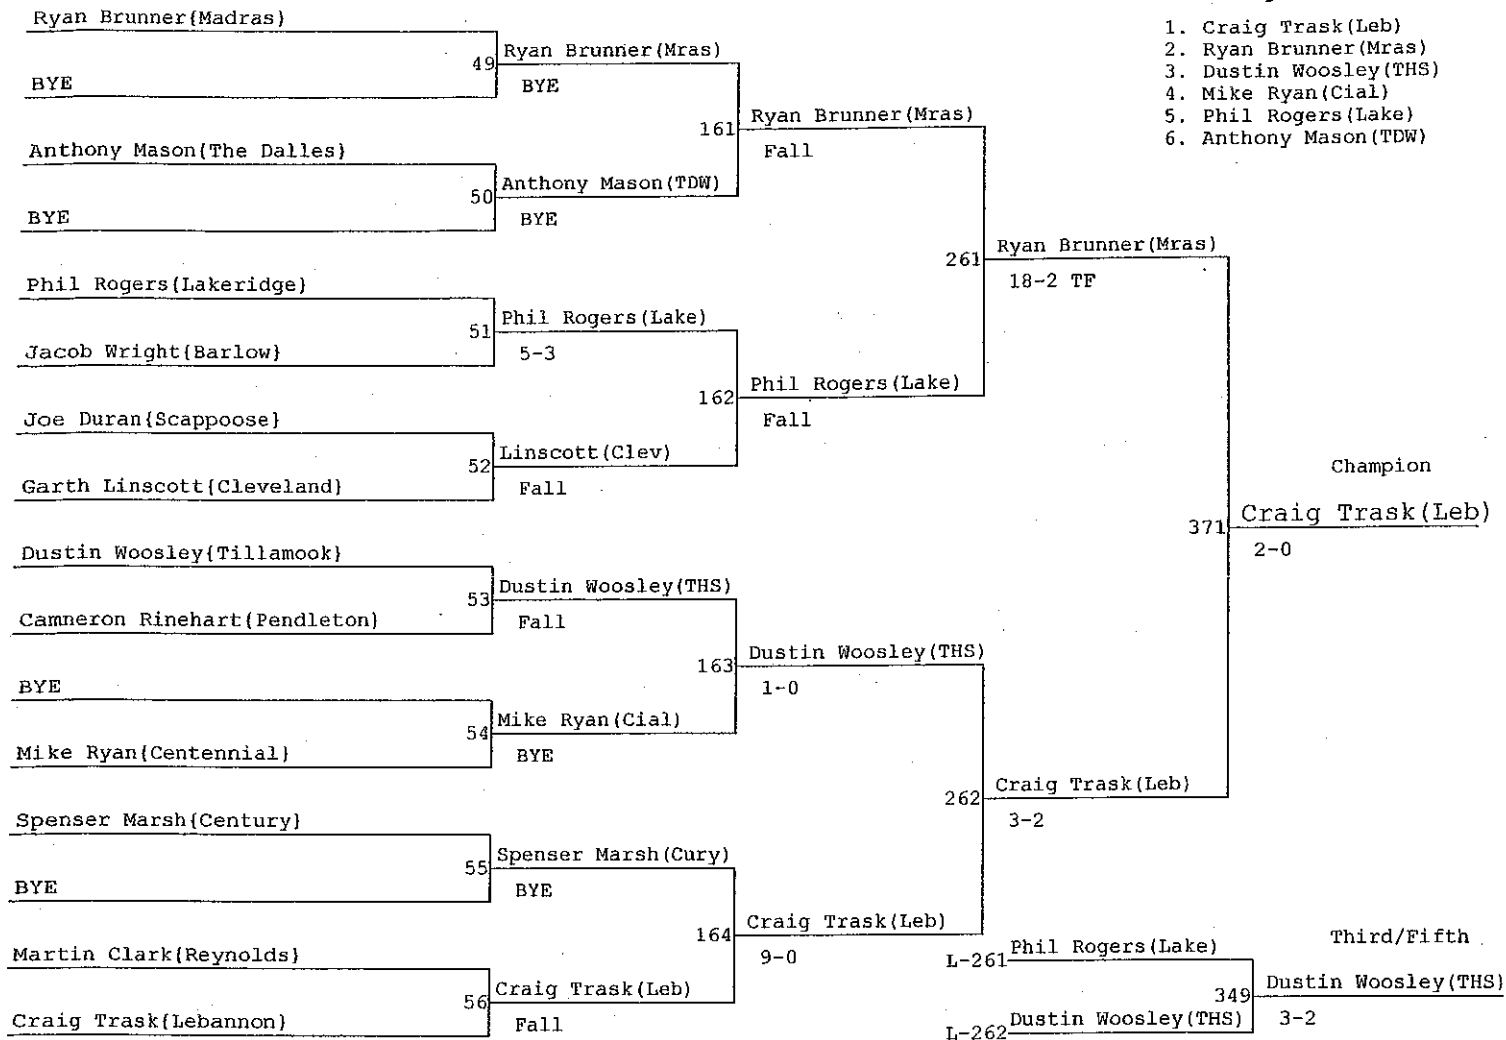 Ryan Brunner{Madras}
49
Ryan Brunner(Mras)
BYE
BYE
161
Ryan Brunner(Mras)
Fall
Anthony Mason{The Dalles}
50
Anthony Mason(TDW)
BYE
BYE
261
Ryan Brunner(Mras)
18-2 TF
Phil Rogers{Lakeridge}
51
Phil Rogers(Lake)
Jacob Wright{Barlow}
5-3
162
Phil Rogers(Lake)
Fall
Joe Duran{Scappoose}
52
Linscott(Clev)
Garth Linscott{Cleveland}
Fall
Champion
371
Craig Trask(Leb)
2-0
Dustin Woosley{Tillamook}
53
Dustin Woosley(THS)
Camneron Rinehart{Pendleton}
Fall
163
Dustin Woosley(THS)
1-0
BYE
54
Mike Ryan(Cial)
Mike Ryan{Centennial}
BYE
262
Craig Trask(Leb)
3-2
Spenser Marsh{Century}
55
Spenser Marsh(Cury)
BYE
BYE
164
Craig Trask(Leb)
9-0
Martin Clark{Reynolds}
56
Craig Trask(Leb)
Craig Trask{Lebannon}
Fall
1. Craig Trask(Leb)
2. Ryan Brunner(Mras)
3. Dustin Woosley(THS)
4. Mike Ryan(Cial)
5. Phil Rogers(Lake)
6. Anthony Mason(TDW)
Third/Fifth
L-261
Phil Rogers(Lake)
349
Dustin Woosley(THS)
L-262
Dustin Woosley(THS)
3-2